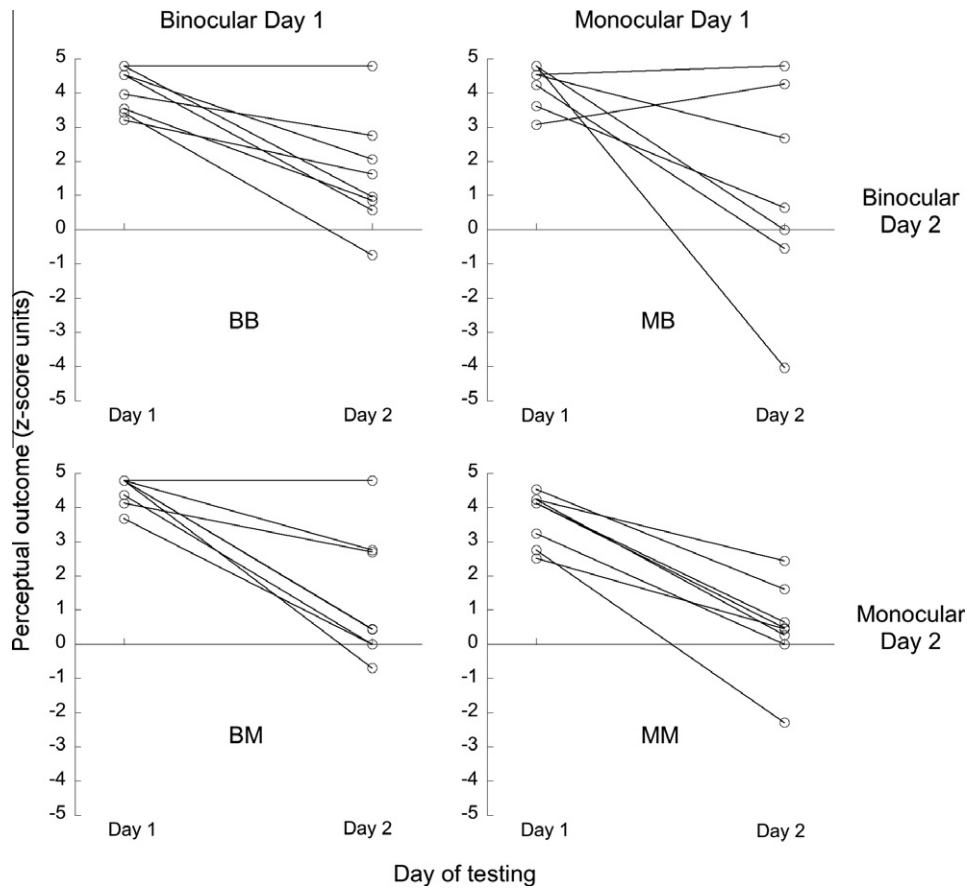 Binocular Day 1
Monocular Day 1
Perceptual outcome (z-score units)
5
4
3
2
1
0
-1
-2
-3
-4
-5
BB
Day 1
Day 2
5
4
3
2
1
0
-1
-2
-3
-4
-5
MB
Day 1
Day 2
Binocular
Day 2
5
4
3
2
1
0
-1
-2
-3
-4
-5
BM
Day 1
Day 2
5
4
3
2
1
0
-1
-2
-3
-4
-5
MM
Day 1
Day 2
Monocular
Day 2
Day of testing